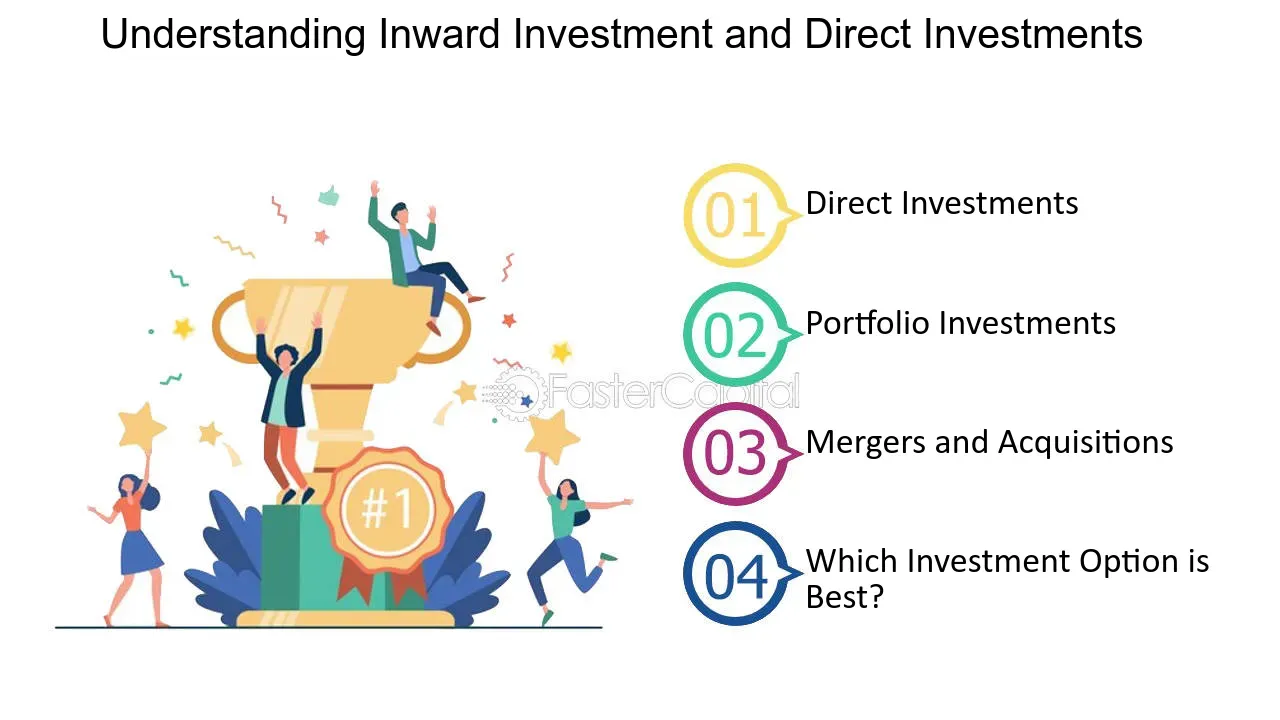 Understanding Inward Investment and Direct Investments
01
Direct Investments
02
Portfolio Investments
FasterCapital
03
Mergers and Acquisitions
#1
04
Which Investment Option is
Best?